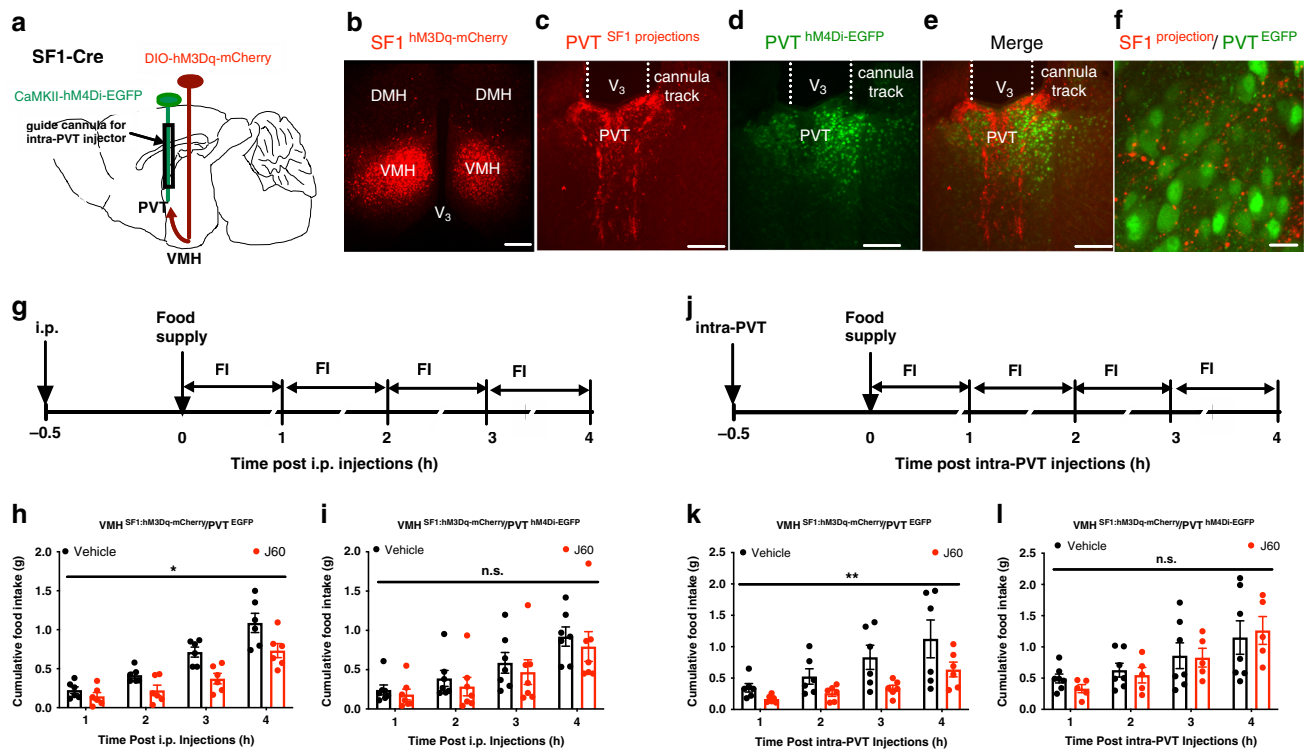 a
SF1-Cre
DIO-hM3Dq-mCherry
CaMKII-hM4Di-EGFP
guide cannula for
intra-PVT injector
PVT
VMH
b
SF1 hM3Dq-mCherry
DMH DMH
VMH VMH
V3
c
PVT SF1 projections
V3 cannula
track
PVT
d
PVT hM4Di-EGFP
V3 cannula
track
PVT
e
Merge
V3 cannula
track
PVT
f
SF1 projection/ PVT EGFP
g
i.p. Food
supply
FI FI FI FI
–0.5 0 1 2 3 4
Time post i.p. injections (h)
j
intra-PVT Food
supply
FI FI FI FI
–0.5 0 1 2 3 4
Time post intra-PVT injections (h)
h
VMH SF1:hM3Dq-mCherry/PVT EGFP
Vehicle J60
*
Cumulative food intake (g)
2.0
1.5
1.0
0.5
0.0
1 2 3 4
Time Post i.p. Injections (h)
i
VMH SF1:hM3Dq-mCherry/PVT hM4Di-EGFP
Vehicle J60
n.s.
Cumulative food intake (g)
2.0
1.5
1.0
0.5
0.0
1 2 3 4
Time Post i.p. Injections (h)
k
VMH SF1:hM3Dq-mCherry/PVT EGFP
Vehicle J60
**
Cumulative food intake (g)
2.5
2.0
1.5
1.0
0.5
0.0
1 2 3 4
Time Post intra-PVT Injections (h)
l
VMH SF1:hM3Dq-mCherry/PVT hM4Di-EGFP
Vehicle J60
n.s.
Cumulative food intake (g)
2.5
2.0
1.5
1.0
0.5
0.0
1 2 3 4
Time Post intra-PVT Injections (h)